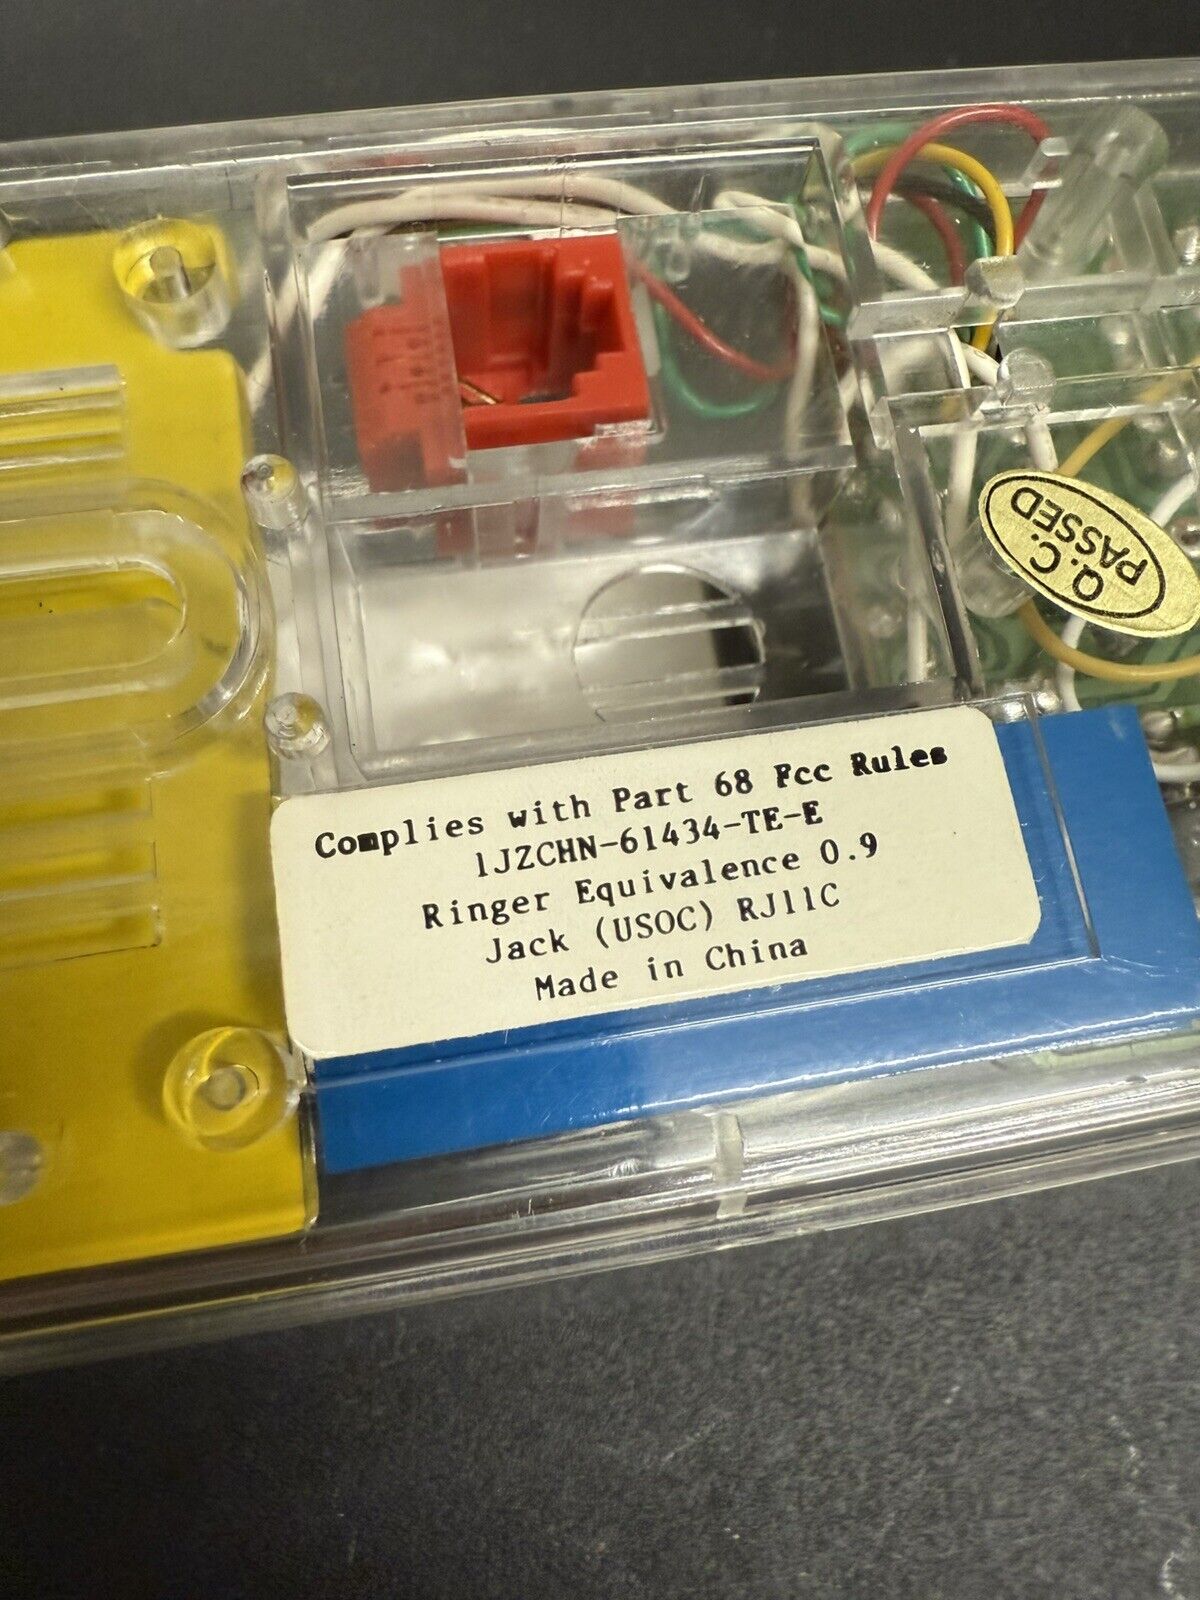 Q.C.
PASSED
Complies with Part 68 Fcc Rules
1JZCHN-61434-TE-E
Ringer Equivalence 0.9
Jack (USOC) RJ11C
Made in China